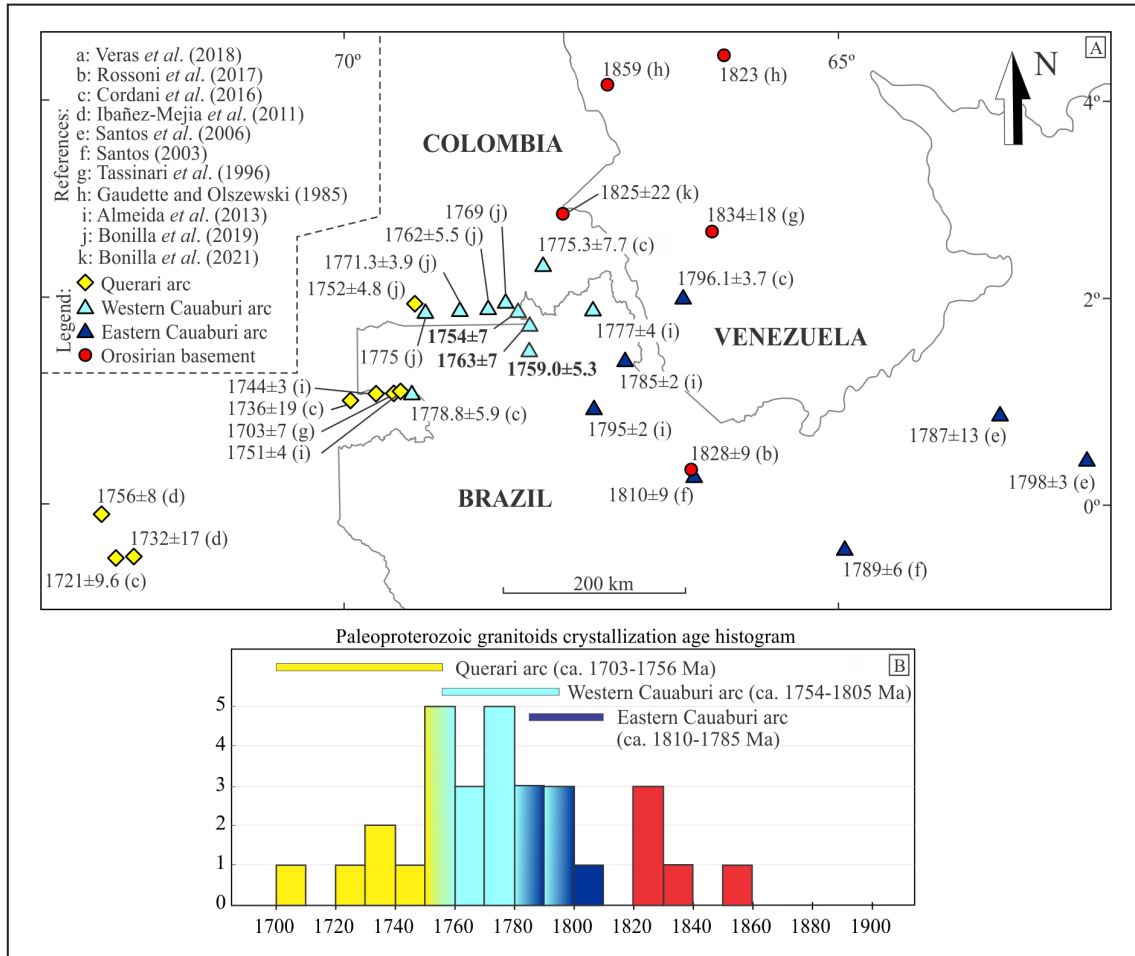 a: Veras et al. (2018)
b: Rossoni et al. (2017)
c: Cordani et al. (2016)
d: Ibañez-Mejia et al. (2011)
e: Santos et al. (2006)
f: Santos (2003)
g: Tassinari et al. (1996)
h: Gaudette and Olszewski (1985)
i: Almeida et al. (2013)
j: Bonilla et al. (2019)
k: Bonilla et al. (2021)
References:
Legend:
Querari arc
Western Cauaburi arc
Eastern Cauaburi arc
Orosirian basement
70º
65º
A
N
4º
2º
0º
1859 (h)
1823 (h)
COLOMBIA
1825±22 (k)
1834±18 (g)
1769 (j)
1762±5.5 (j)
1775.3±7.7 (c)
1771.3±3.9 (j)
1796.1±3.7 (c)
1752±4.8 (j)
1754±7
1777±4 (i)
VENEZUELA
1775 (j)
1763±7
1759.0±5.3
1785±2 (i)
1744±3 (i)
1736±19 (c)
1703±7 (g)
1751±4 (i)
1778.8±5.9 (c)
1795±2 (i)
1787±13 (e)
1828±9 (b)
1798±3 (e)
1810±9 (f)
BRAZIL
1756±8 (d)
1732±17 (d)
1721±9.6 (c)
1789±6 (f)
200 km
Paleoproterozoic granitoids crystallization age histogram
B
Querari arc (ca. 1703-1756 Ma)
Western Cauaburi arc (ca. 1754-1805 Ma)
Eastern Cauaburi arc
(ca. 1810-1785 Ma)
5
4
3
2
1
0
1700 1720 1740 1760 1780 1800 1820 1840 1860 1880 1900